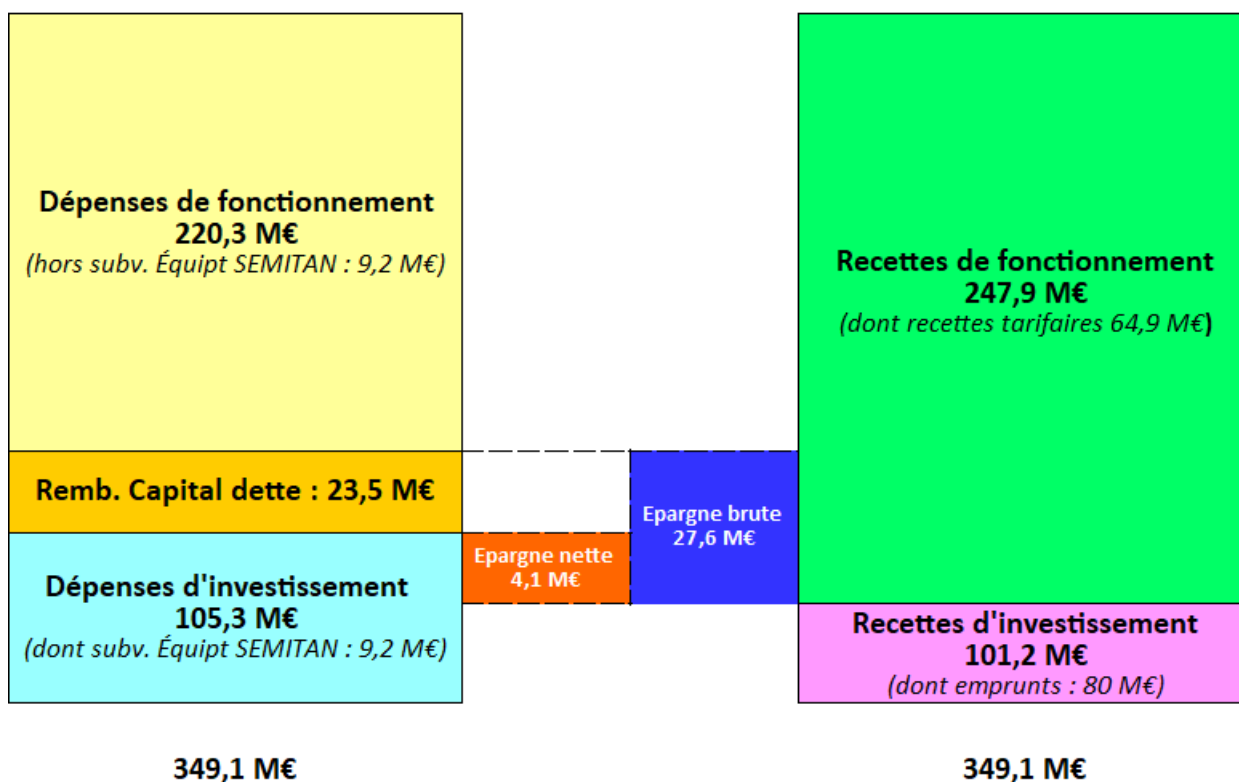 Dépenses de fonctionnement
220,3 M€
(hors subv. Équipt SEMITAN : 9,2 M€)
Remb. Capital dette : 23,5 M€
Dépenses d'investissement
105,3 M€
(dont subv. Équipt SEMITAN : 9,2 M€)
349,1 M€
Epargne nette
4,1 M€
Epargne brute
27,6 M€
Recettes de fonctionnement
247,9 M€
(dont recettes tarifaires 64,9 M€)
Recettes d'investissement
101,2 M€
(dont emprunts : 80 M€)
349,1 M€